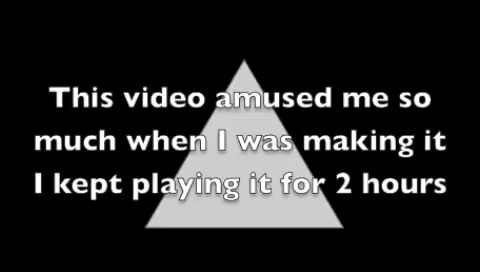 This video amused me so
much when I was making it
I kept playing it for 2 hours